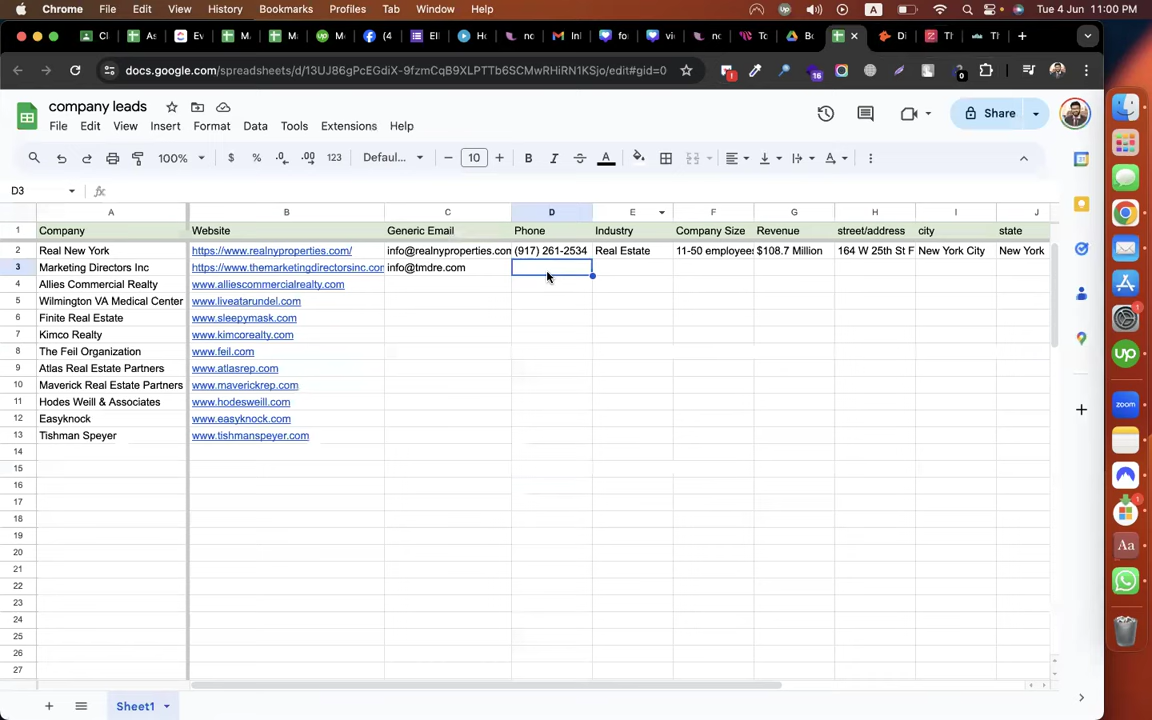 Chrome File Edit View History Bookmarks Profiles Tab Window Help
A Tue 4 Jun 11:00 PM
docs.google.com/spreadsheets/d/13UJ86gPcEGdiX-9fzmCqB9XLPTTb6SCMwRHiRN1KSjo/edit#gid=0
16
0
company leads
File Edit View Insert Format Data Tools Extensions Help
Share
100% $ % .0 .00 123 Defaul... 10 B I A
D3 fx
A B C D E F G H I J
1 Company Website Generic Email Phone Industry Company Size Revenue street/address city state
2 Real New York https://www.realnyproperties.com/ info@realnyproperties.con (917) 261-2534 Real Estate 11-50 employees $108.7 Million 164 W 25th St F New York City New York
3 Marketing Directors Inc https://www.themarketingdirectorsinc.con info@tmdre.com
4 Allies Commercial Realty www.alliescommercialrealty.com
5 Wilmington VA Medical Center www.liveatarundel.com
6 Finite Real Estate www.sleepymask.com
7 Kimco Realty www.kimcorealty.com
8 The Feil Organization www.feil.com
9 Atlas Real Estate Partners www.atlasrep.com
10 Maverick Real Estate Partners www.maverickrep.com
11 Hodes Weill & Associates www.hodesweill.com
12 Easyknock www.easyknock.com
13 Tishman Speyer www.tishmanspeyer.com
14
15
16
17
18
19
20
21
22
23
24
25
26
27
Sheet1
up
zoom
Aa